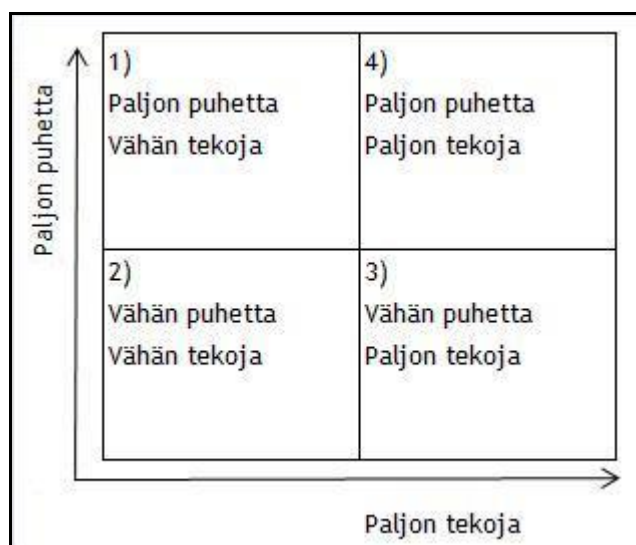 Paljon puhetta
1)
Paljon puhetta
Vähän tekoja
4)
Paljon puhetta
Paljon tekoja
2)
Vähän puhetta
Vähän tekoja
3)
Vähän puhetta
Paljon tekoja
Paljon tekoja